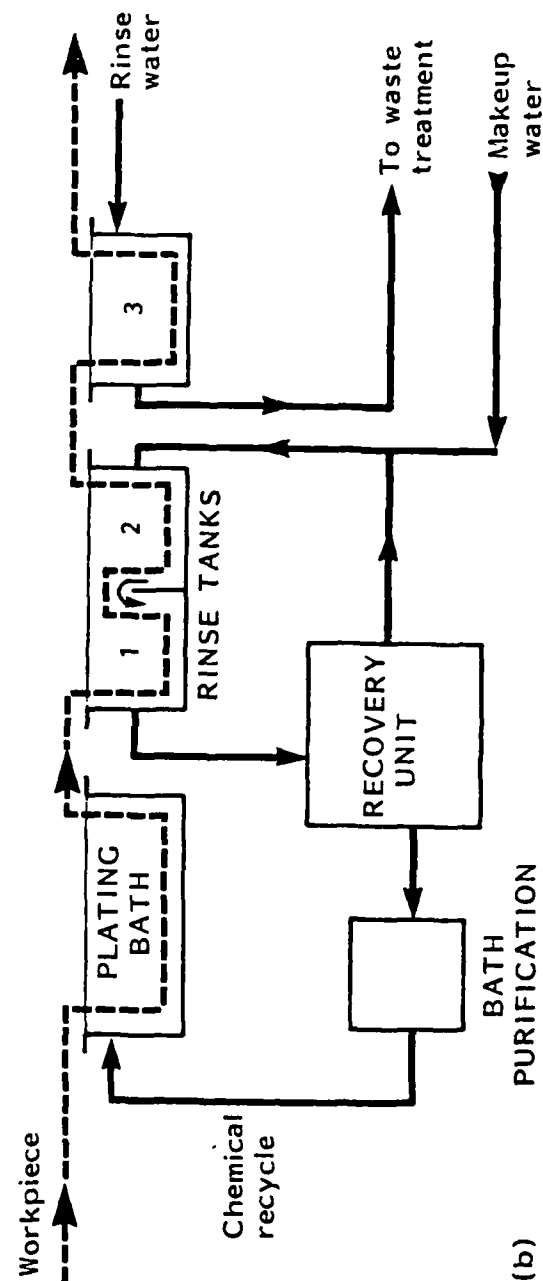 Workpiece
PLATING
BATH
1
2
3
RINSE TANKS
Rinse
water
To waste
treatment
Makeup
water
RECOVERY
UNIT
BATH
PURIFICATION
Chemical
recycle
(b)